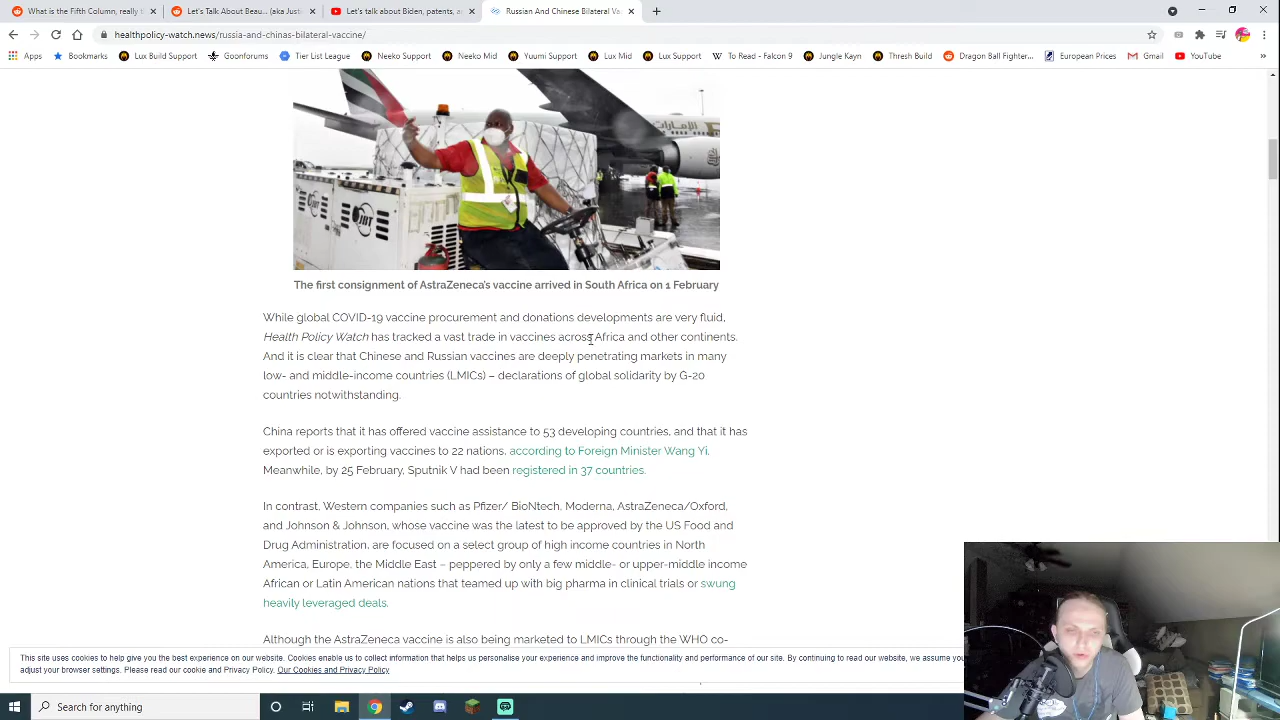 What is the Fifth Column, really t
Let's Talk About Beau... (aka Jus
Let's talk about Biden, patents, a
Russian And Chinese Bilateral Va
healthpolicy-watch.news/russia-and-chinas-bilateral-vaccine/
Apps Bookmarks Lux Build Support Goonforums Tier List League Neeko Support NeekoMid Yuumi Support Lux Mid Lux Support To Read - Falcon 9 Jungle Kayn Thresh Build Dragon Ball Fighter... European Prices Gmail YouTube
الإمارات
JBT
JBT
The first consignment of AstraZeneca's vaccine arrived in South Africa on 1 February
While global COVID-19 vaccine procurement and donations developments are very fluid,
Health Policy Watch has tracked a vast trade in vaccines across Africa and other continents.
And it is clear that Chinese and Russian vaccines are deeply penetrating markets in many
low- and middle-income countries (LMICs) – declarations of global solidarity by G-20
countries notwithstanding.
China reports that it has offered vaccine assistance to 53 developing countries, and that it has
exported or is exporting vaccines to 22 nations, according to Foreign Minister Wang Yi.
Meanwhile, by 25 February, Sputnik V had been registered in 37 countries.
In contrast, Western companies such as Pfizer/ BioNtech, Moderna, AstraZeneca/Oxford,
and Johnson & Johnson, whose vaccine was the latest to be approved by the US Food and
Drug Administration, are focused on a select group of high income countries in North
America, Europe, the Middle East – peppered by only a few middle- or upper-middle income
African or Latin American nations that teamed up with big pharma in clinical trials or swung
heavily leveraged deals.
Although the AstraZeneca vaccine is also being marketed to LMICs through the WHO co-
This site uses cookies to help give you the best experience on our website. Cookies enable us to collect information that helps us personalise your experience and improve the functionality and performance of our site. By continuing to read our website, we assume you
adjust your browser settings. Please read our cookie and Privacy Policy. Our Cookies and Privacy Policy
Search for anything